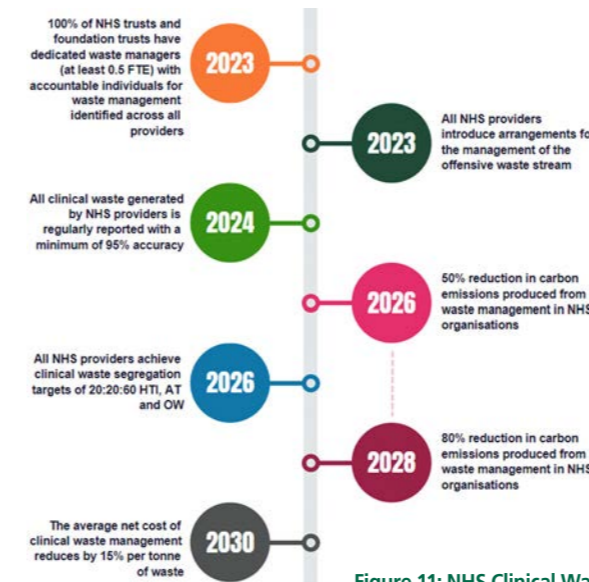 100% of NHS trusts and
foundation trusts have
dedicated waste managers
(at least 0.5 FTE) with
accountable individuals for
waste management
identified across all
providers
2023
2023
All NHS providers
introduce arrangements fo
the management of the
offensive waste stream
All clinical waste generated
by NHS providers is
regularly reported with a
minimum of 95% accuracy
2024
2026
50% reduction in carbon
emissions produced from
waste management in NHS
organisations
All NHS providers achieve
clinical waste segregation
targets of 20:20:60 HTI, AT
and OW
2026
2028
80% reduction in carbon
emissions produced from
waste management in NHS
organisations
The average net cost of
clinical waste management
reduces by 15% per tonne
of waste
2030
Figure 11: NHS Clinical Wa